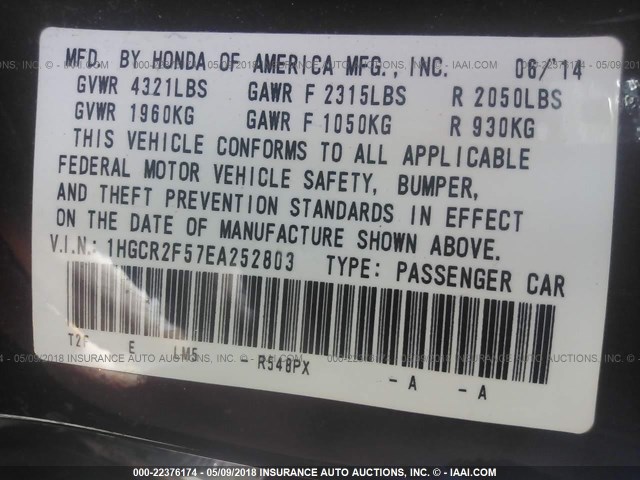 MFD. BY HONDA OF AMERICA MFG., INC. 06/'14
GVWR 4321LBS GAWR F 2315LBS R 2050LBS
GVWR 1960KG GAWR F 1050KG R 930KG
THIS VEHICLE CONFORMS TO ALL APPLICABLE
FEDERAL MOTOR VEHICLE SAFETY, BUMPER,
AND THEFT PREVENTION STANDARDS IN EFFECT
ON THE DATE OF MANUFACTURE SHOWN ABOVE.
V.I.N.: 1HGCR2F57EA252803 TYPE: PASSENGER CAR
T2F E LM5 - R548PX - A - A
000-22376174 - 05/09/2018 INSURANCE AUTO AUCTIONS - © - IAAI.COM